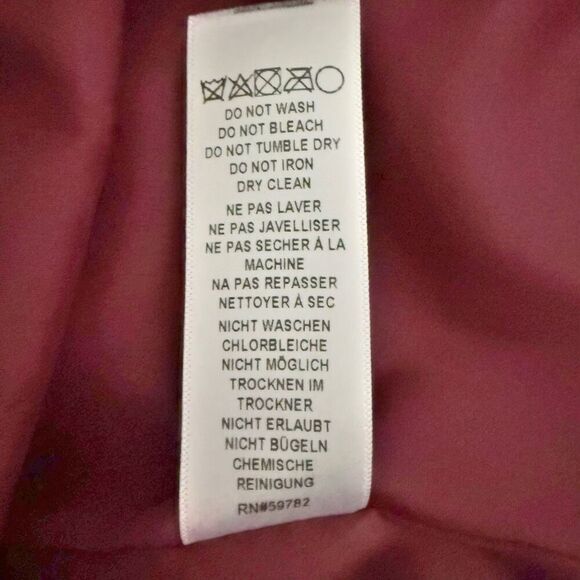 DO NOT WASH
DO NOT BLEACH
DO NOT TUMBLE DRY
DO NOT IRON
DRY CLEAN
NE PAS LAVER
NE PAS JAVELLISER
NE PAS SECHER À LA
MACHINE
NA PAS REPASSER
NETTOYER À SEC
NICHT WASCHEN
CHLORBLEICHE
NICHT MÖGLICH
TROCKNEN IM
TROCKNER
NICHT ERLAUBT
NICHT BÜGELN
CHEMISCHE
REINIGUNG
RN#59782